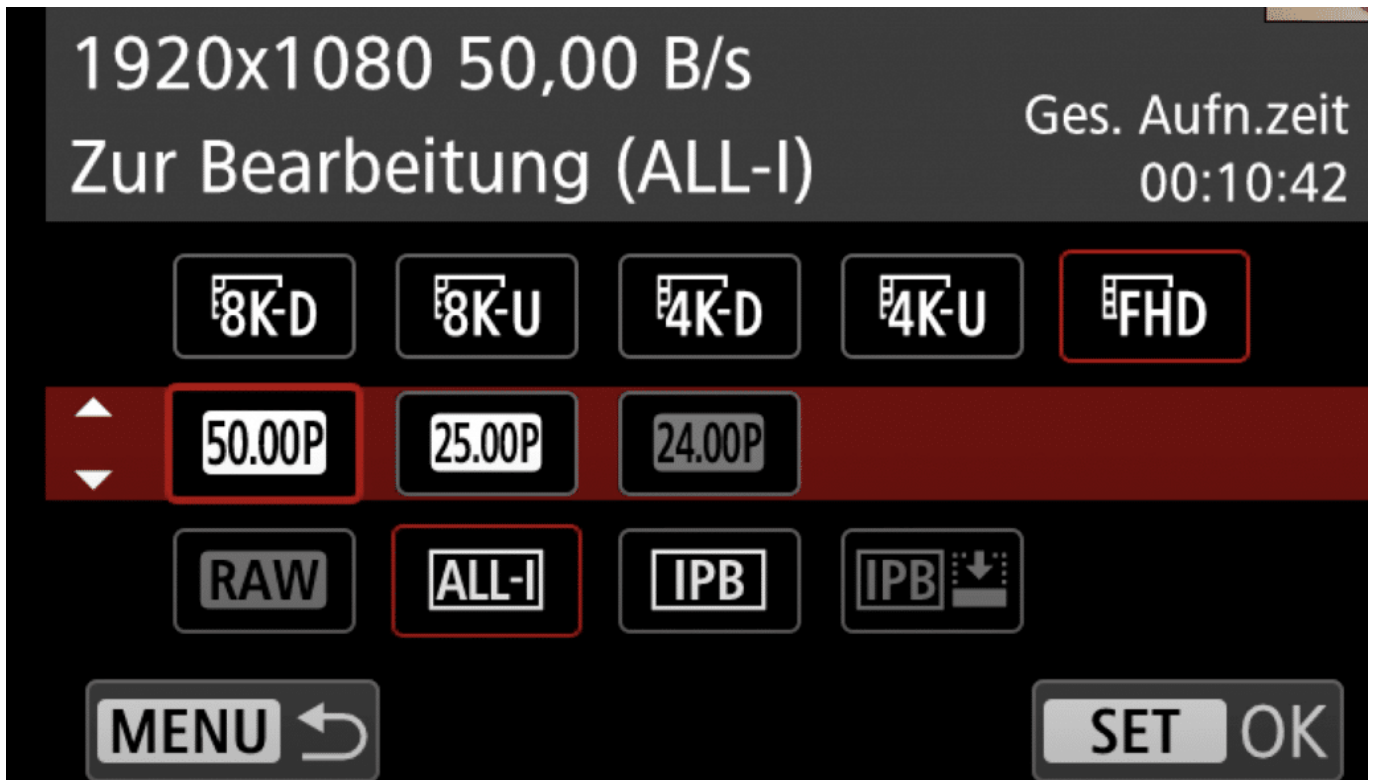 1920x1080 50,00 B/s
Zur Bearbeitung (ALL-I)
Ges. Aufn.zeit
00:10:42
8K-D 8K-U 4K-D 4K-U FHD
50.00P 25.00P 24.00P
RAW ALL-I IPB IPB
MENU SET OK